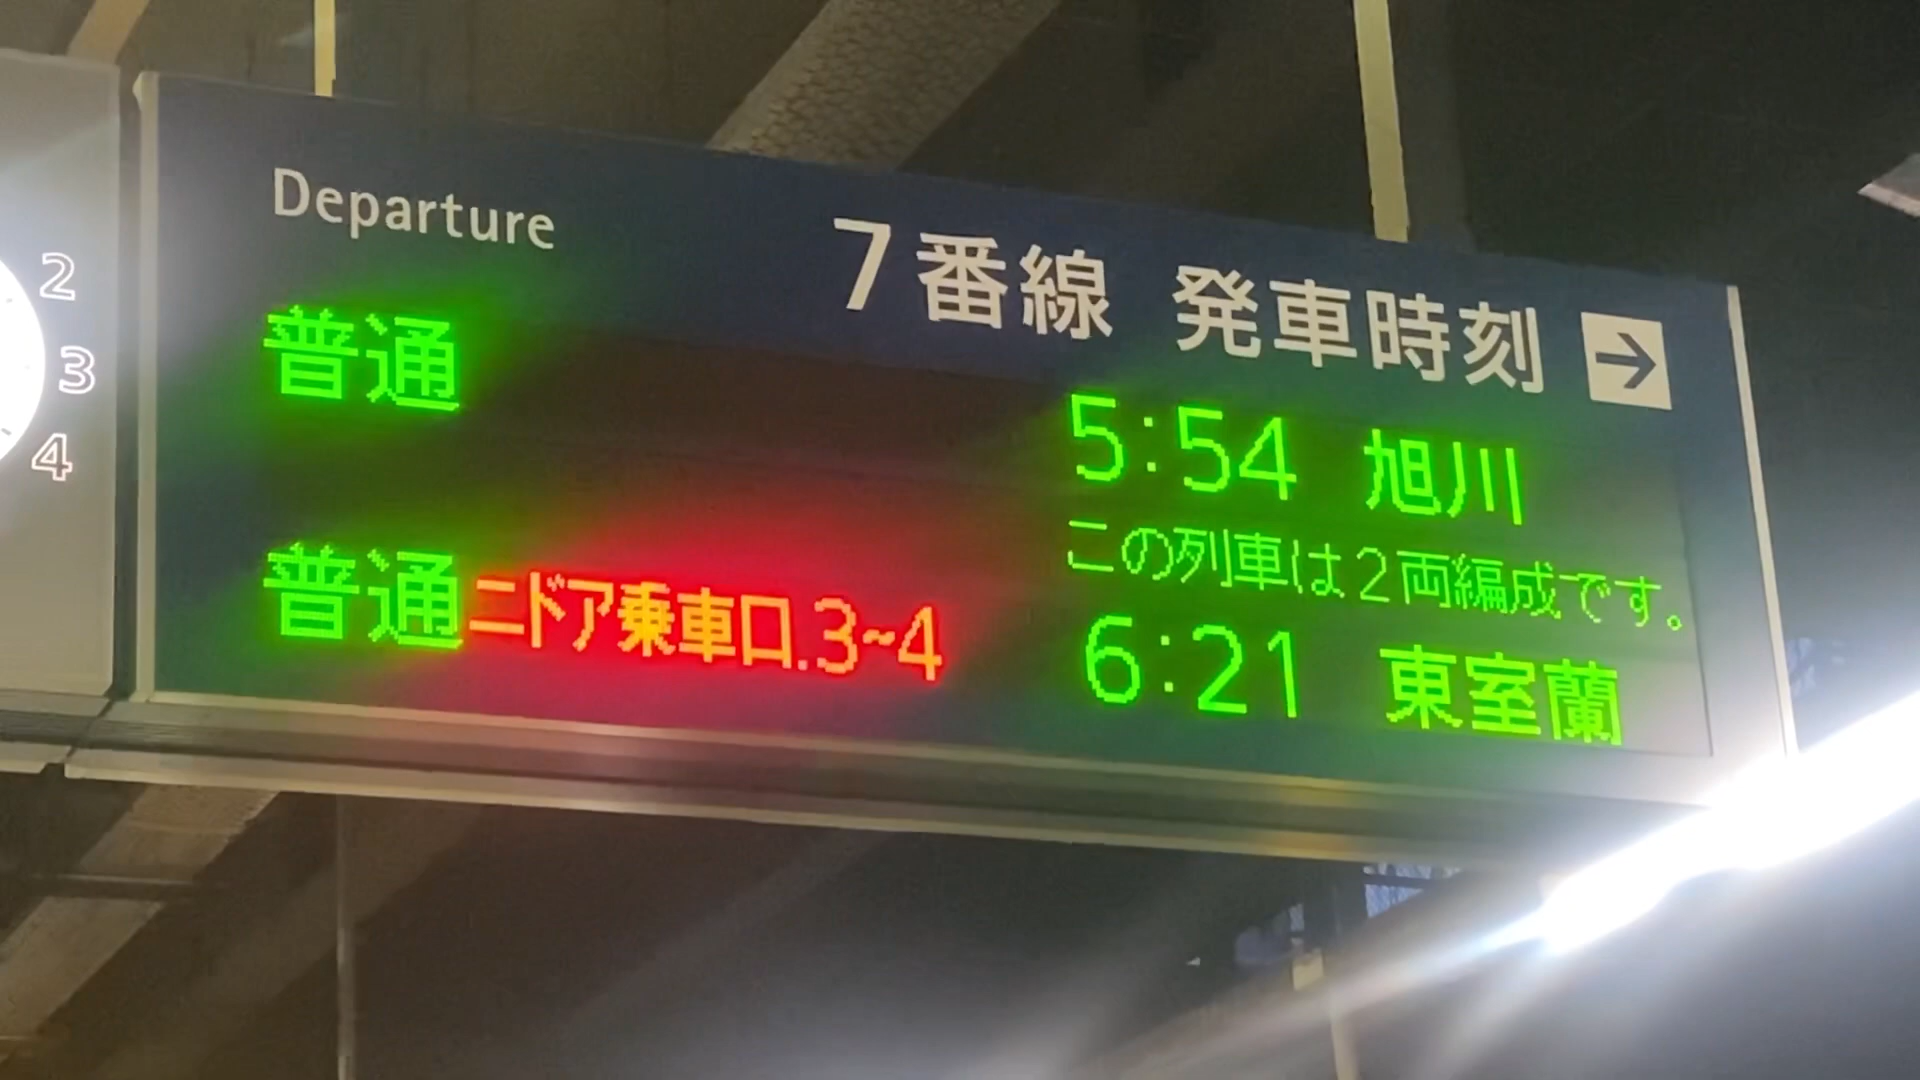 Departure
7番線 発車時刻 →
普通 5:54 旭川
この列車は2両編成です。
普通 ニドア乗車口.3~4 6:21 東室蘭
2
3
4